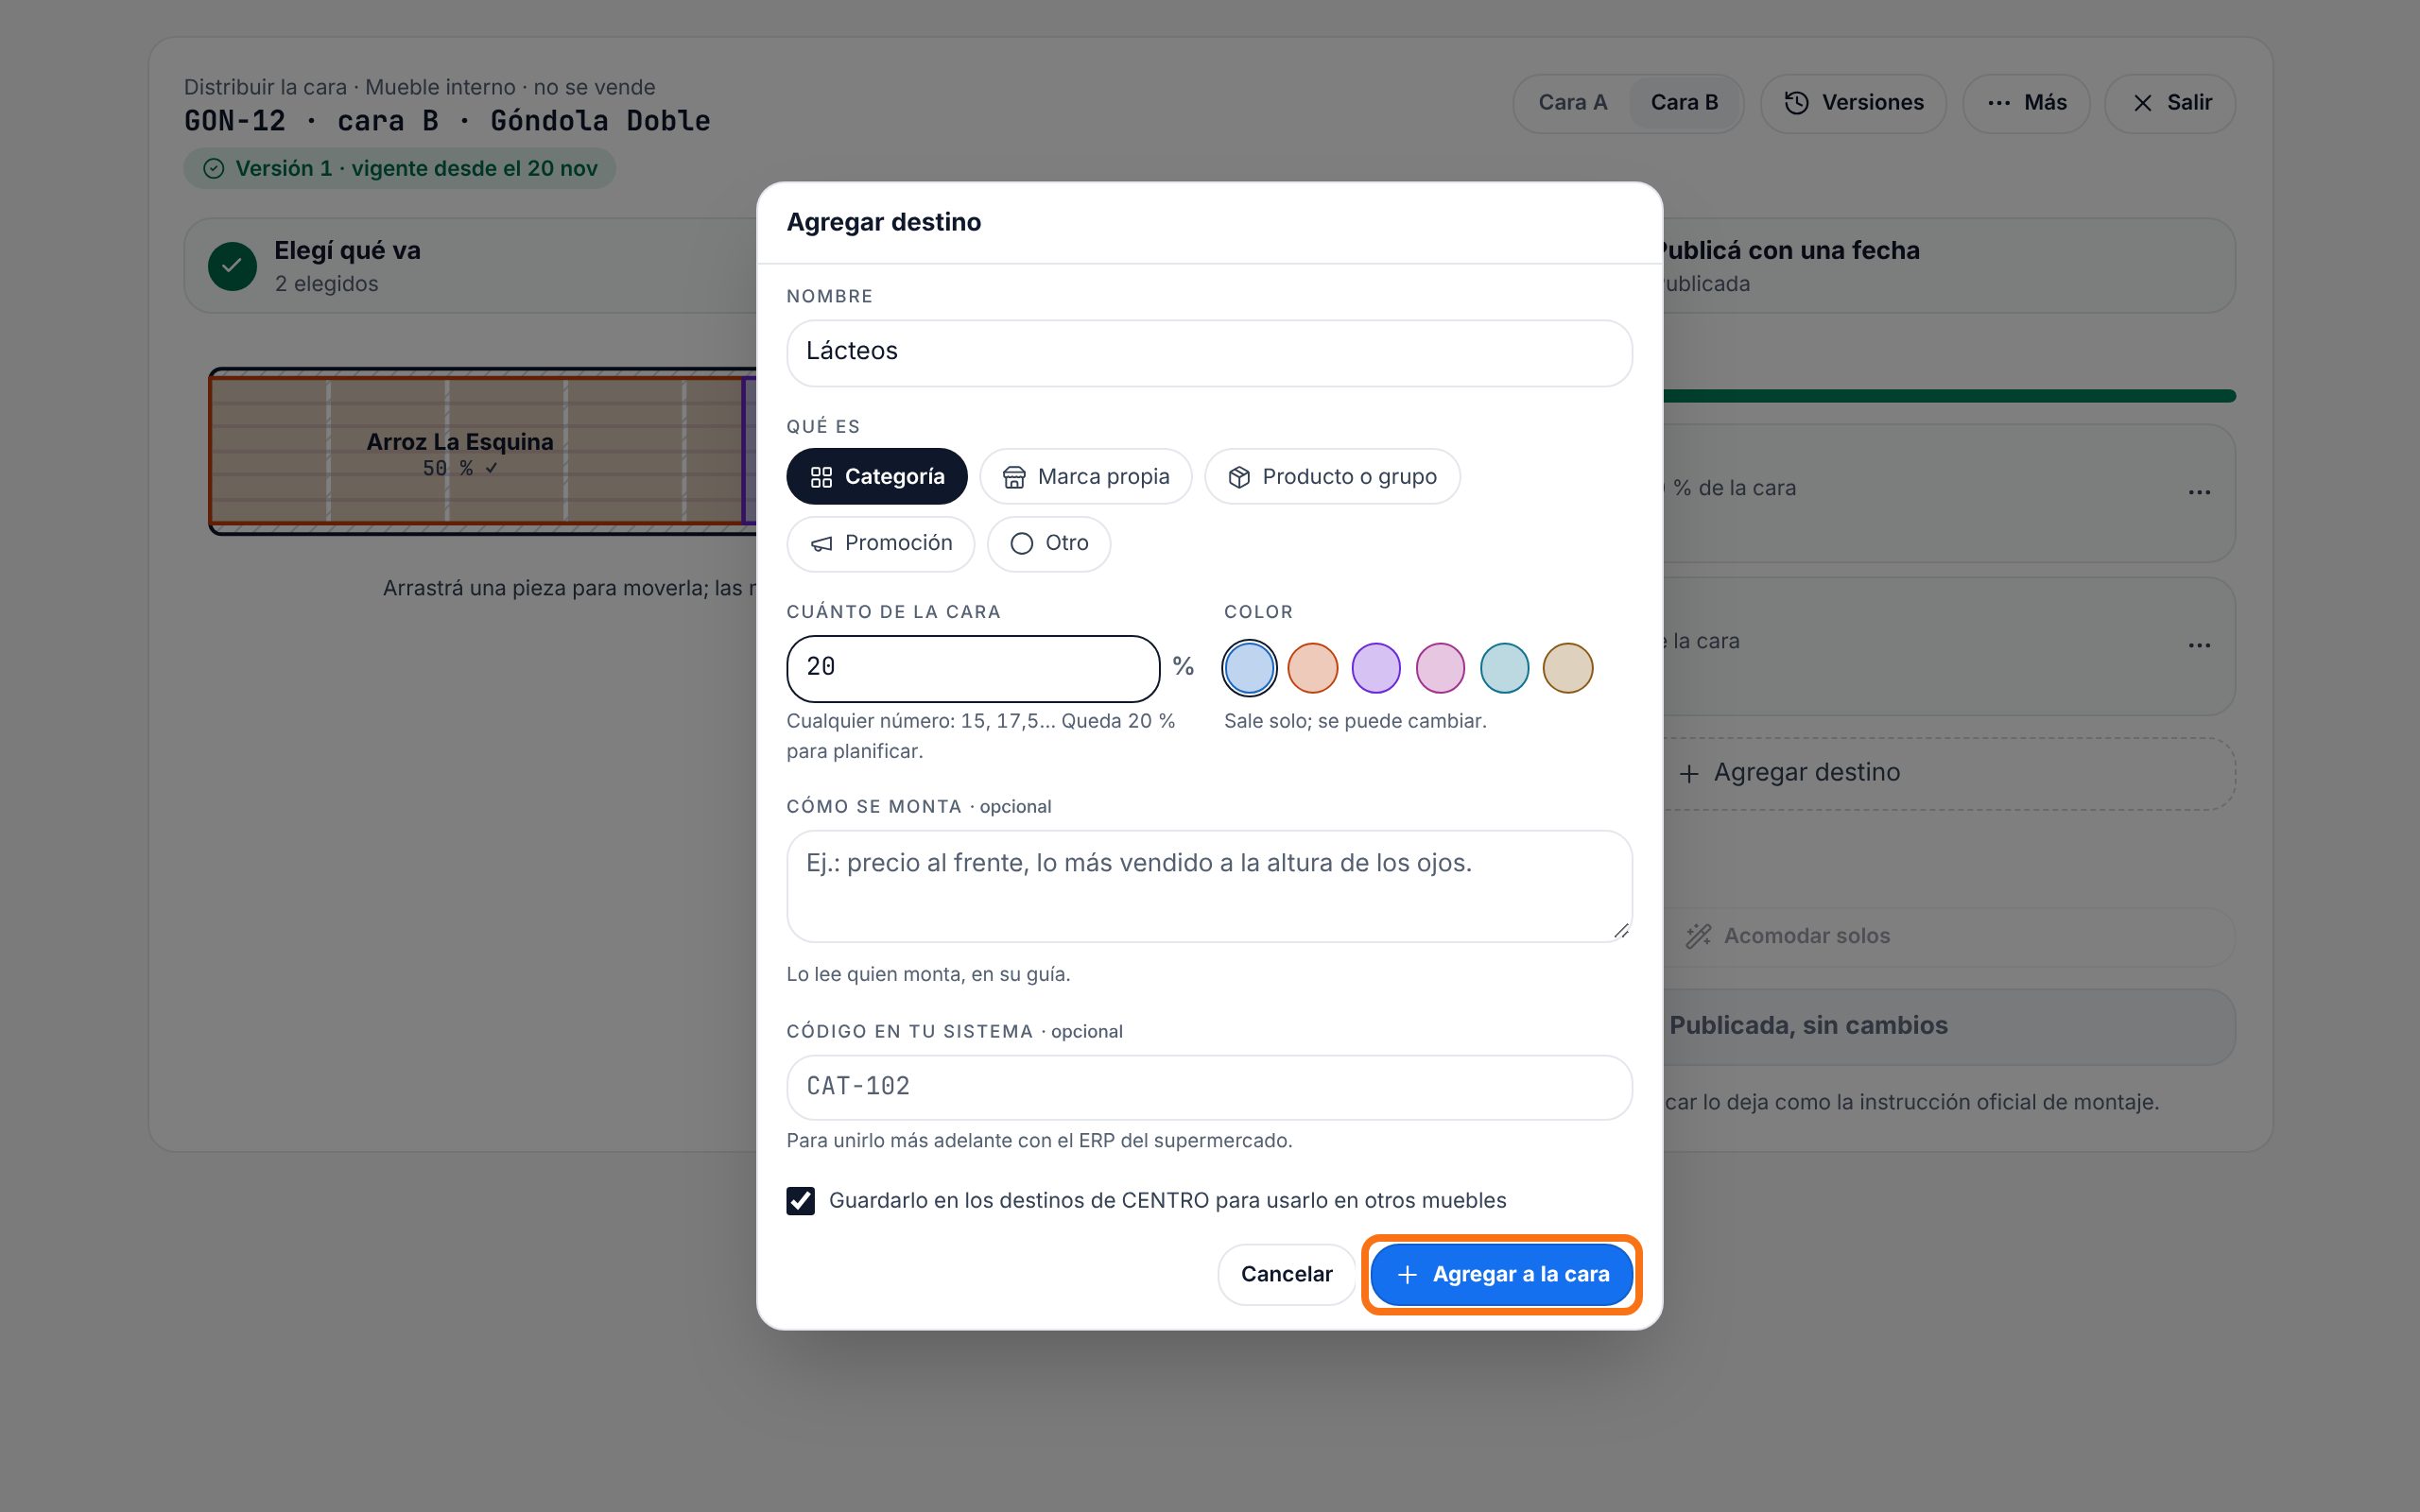 Distribuir la cara · Mueble interno · no se vende
GON-12 · cara B · Góndola Doble
Versión 1 · vigente desde el 20 nov
Cara A
Cara B
Versiones
Más
Salir
Elegí qué va
2 elegidos
Publicá con una fecha
Publicada
Arroz La Esquina
50 % ✓
Arrastrá una pieza para moverla; las
% de la cara
la cara
Agregar destino
Acomodar solos
Publicada, sin cambios
lo deja como la instrucción oficial de montaje.
Agregar destino
NOMBRE
Lácteos
QUÉ ES
Categoría
Marca propia
Producto o grupo
Promoción
Otro
CUÁNTO DE LA CARA
20
%
Cualquier número: 15, 17,5... Queda 20 %
para planificar.
COLOR
Sale solo; se puede cambiar.
CÓMO SE MONTA · opcional
Ej.: precio al frente, lo más vendido a la altura de los ojos.
Lo lee quien monta, en su guía.
CÓDIGO EN TU SISTEMA · opcional
CAT-102
Para unirlo más adelante con el ERP del supermercado.
Guardarlo en los destinos de CENTRO para usarlo en otros muebles
Cancelar
Agregar a la cara